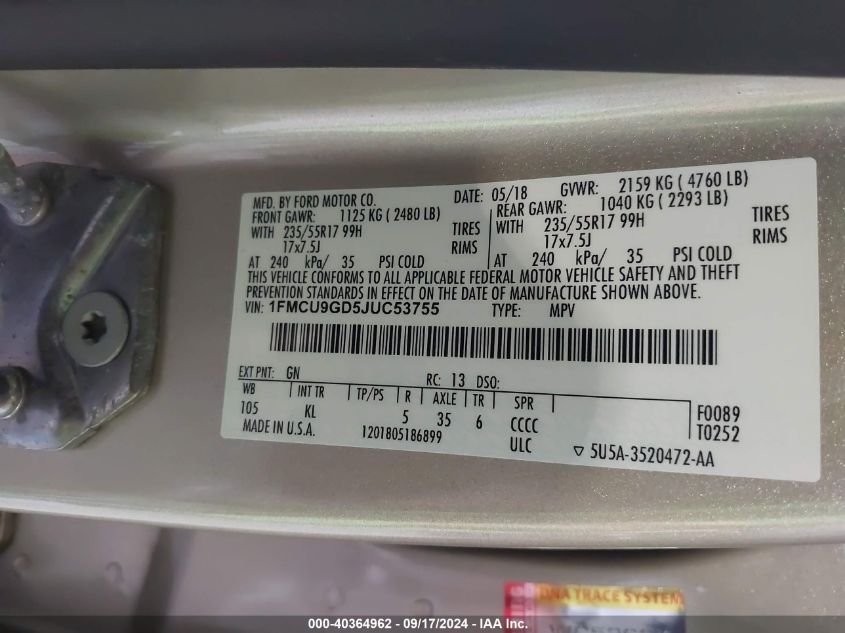 MFD. BY FORD MOTOR CO. DATE: 05/18 GVWR: 2159 KG ( 4760 LB)
FRONT GAWR: 1125 KG ( 2480 LB) REAR GAWR: 1040 KG ( 2293 LB)
WITH 235/55R17 99H TIRES WITH 235/55R17 99H TIRES
17x7.5J RIMS 17x7.5J RIMS
AT 240 kPa/ 35 PSI COLD AT 240 kPa/ 35 PSI COLD
THIS VEHICLE CONFORMS TO ALL APPLICABLE FEDERAL MOTOR VEHICLE SAFETY AND THEFT
PREVENTION STANDARDS IN EFFECT ON THE DATE OF MANUFACTURE SHOWN ABOVE.
VIN: 1FMCU9GD5JUC53755 TYPE: MPV
EXT PNT: GN RC: 13 DSO:
WB INT TR TP/PS R AXLE TR SPR
105 KL 5 35 6 CCCC F0089
MADE IN U.S.A. 1201805186899 ULC T0252
▽ 5U5A-3520472-AA
DNA TRACE SYSTEM
000-40364962 - 09/17/2024 - IAA Inc.